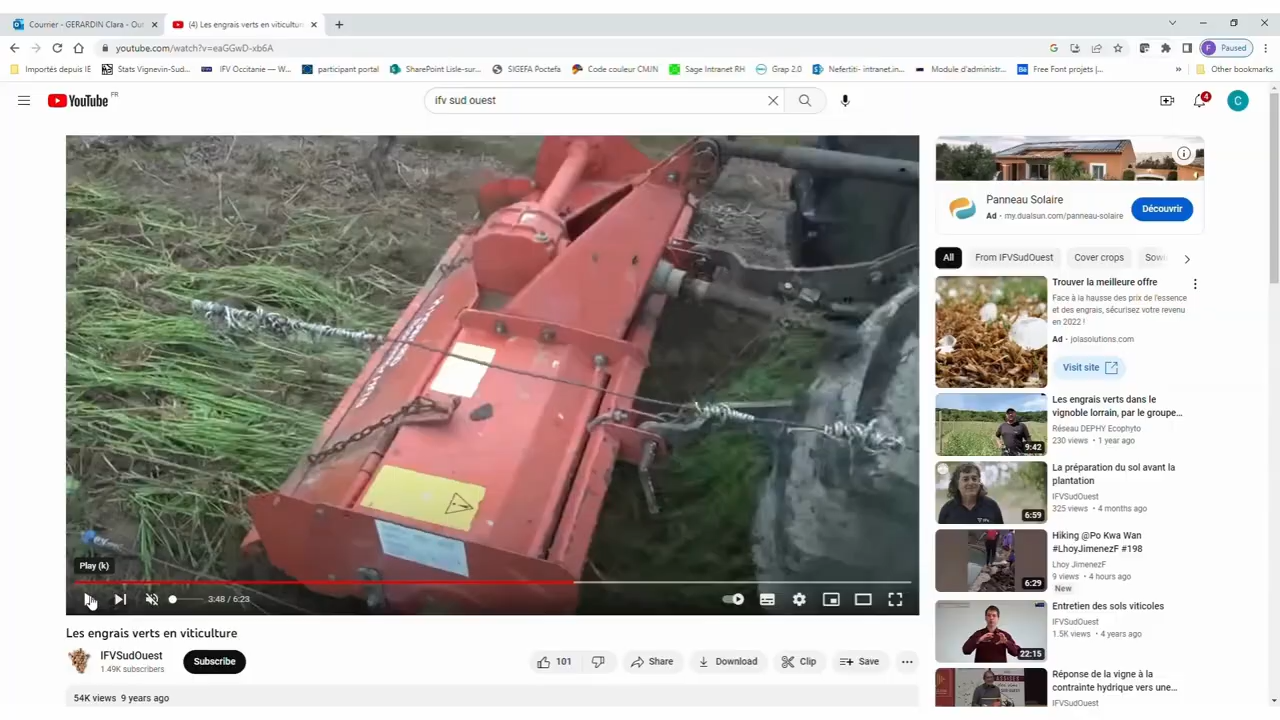 Courrier - GERARDIN Clara - Out
(4) Les engrais verts en viticultur
youtube.com/watch?v=eaGGwD-xb6A
Paused
Importés depuis IE
Stats Vignevin-Sud...
IFV Occitanie — W...
participant portal
SharePoint Lisle-sur...
IGEFA Poctefa
Code couleur CMJN
Sage Intranet RH
Grap 2.0
Nefertiti- intranet.in...
Module d'administr...
Free Font projets |...
»
Other bookmarks
YouTube FR
ifv sud ouest
4
C
Panneau Solaire
Ad • my.dualsun.com/panneau-solaire
Découvrir
All
From IFVSudOuest
Cover crops
Sowi
Trouver la meilleure offre
Face à la hausse des prix de l'essence
et des engrais, sécurisez votre revenu
en 2022 !
Ad • jolasolutions.com
Visit site
Les engrais verts dans le
vignoble lorrain, par le groupe...
Réseau DEPHY Ecophyto
230 views • 1 year ago
9:42
La préparation du sol avant la
plantation
IFVSudOuest
325 views • 4 months ago
6:59
Hiking @Po Kwa Wan
#LhoyJimenezF #198
Lhoy JimenezF
9 views • 4 hours ago
New
6:29
Entretien des sols viticoles
IFVSudOuest
1.5K views • 4 years ago
22:15
Réponse de la vigne à la
contrainte hydrique vers une...
IFVSudOuest
Play (k)
3:48 / 6:23
Les engrais verts en viticulture
IFVSudOuest
1.49K subscribers
Subscribe
101
Share
Download
Clip
Save
54K views 9 years ago